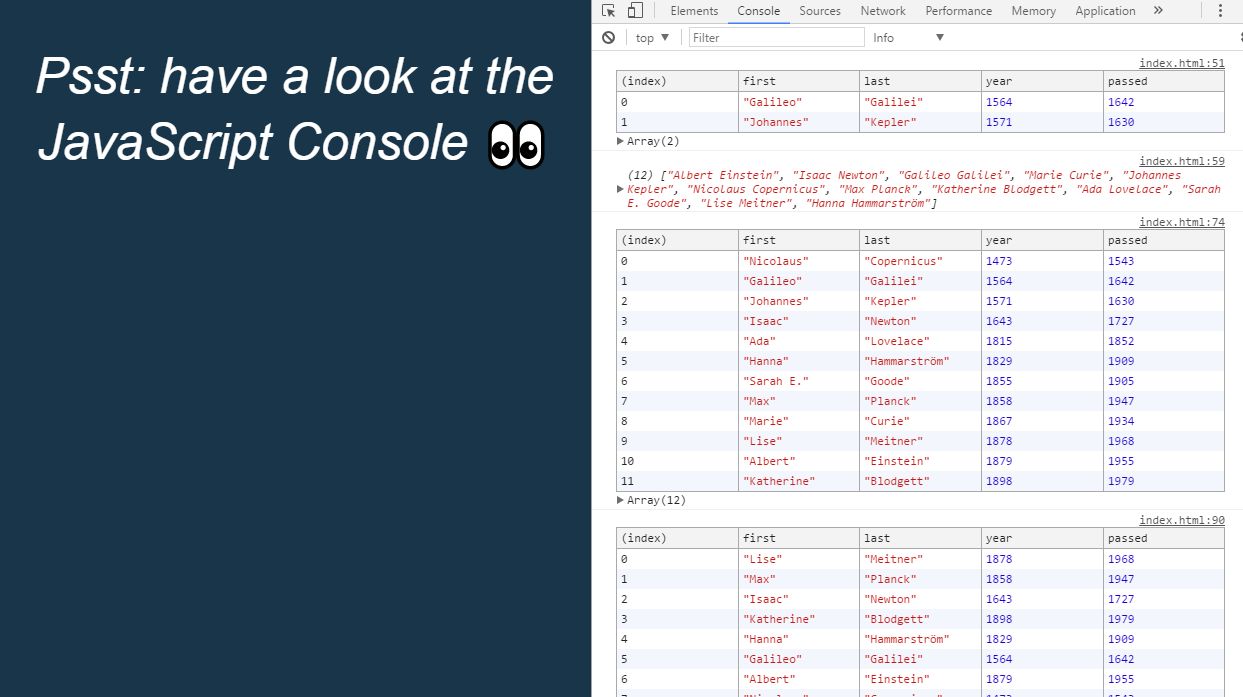 Psst: have a look at the
JavaScript Console 👀
Elements Console Sources Network Performance Memory Application »
top ▼ Filter Info ▼
index.html:51
(index) first last year passed
0 "Galileo" "Galilei" 1564 1642
1 "Johannes" "Kepler" 1571 1630
▶ Array(2)
index.html:59
(12) ["Albert Einstein", "Isaac Newton", "Galileo Galilei", "Marie Curie", "Johannes
▶ Kepler", "Nicolaus Copernicus", "Max Planck", "Katherine Blodgett", "Ada Lovelace", "Sarah
E. Goode", "Lise Meitner", "Hanna Hammarström"]
index.html:74
(index) first last year passed
0 "Nicolaus" "Copernicus" 1473 1543
1 "Galileo" "Galilei" 1564 1642
2 "Johannes" "Kepler" 1571 1630
3 "Isaac" "Newton" 1643 1727
4 "Ada" "Lovelace" 1815 1852
5 "Hanna" "Hammarström" 1829 1909
6 "Sarah E." "Goode" 1855 1905
7 "Max" "Planck" 1858 1947
8 "Marie" "Curie" 1867 1934
9 "Lise" "Meitner" 1878 1968
10 "Albert" "Einstein" 1879 1955
11 "Katherine" "Blodgett" 1898 1979
▶ Array(12)
index.html:90
(index) first last year passed
0 "Lise" "Meitner" 1878 1968
1 "Max" "Planck" 1858 1947
2 "Isaac" "Newton" 1643 1727
3 "Katherine" "Blodgett" 1898 1979
4 "Hanna" "Hammarström" 1829 1909
5 "Galileo" "Galilei" 1564 1642
6 "Albert" "Einstein" 1879 1955